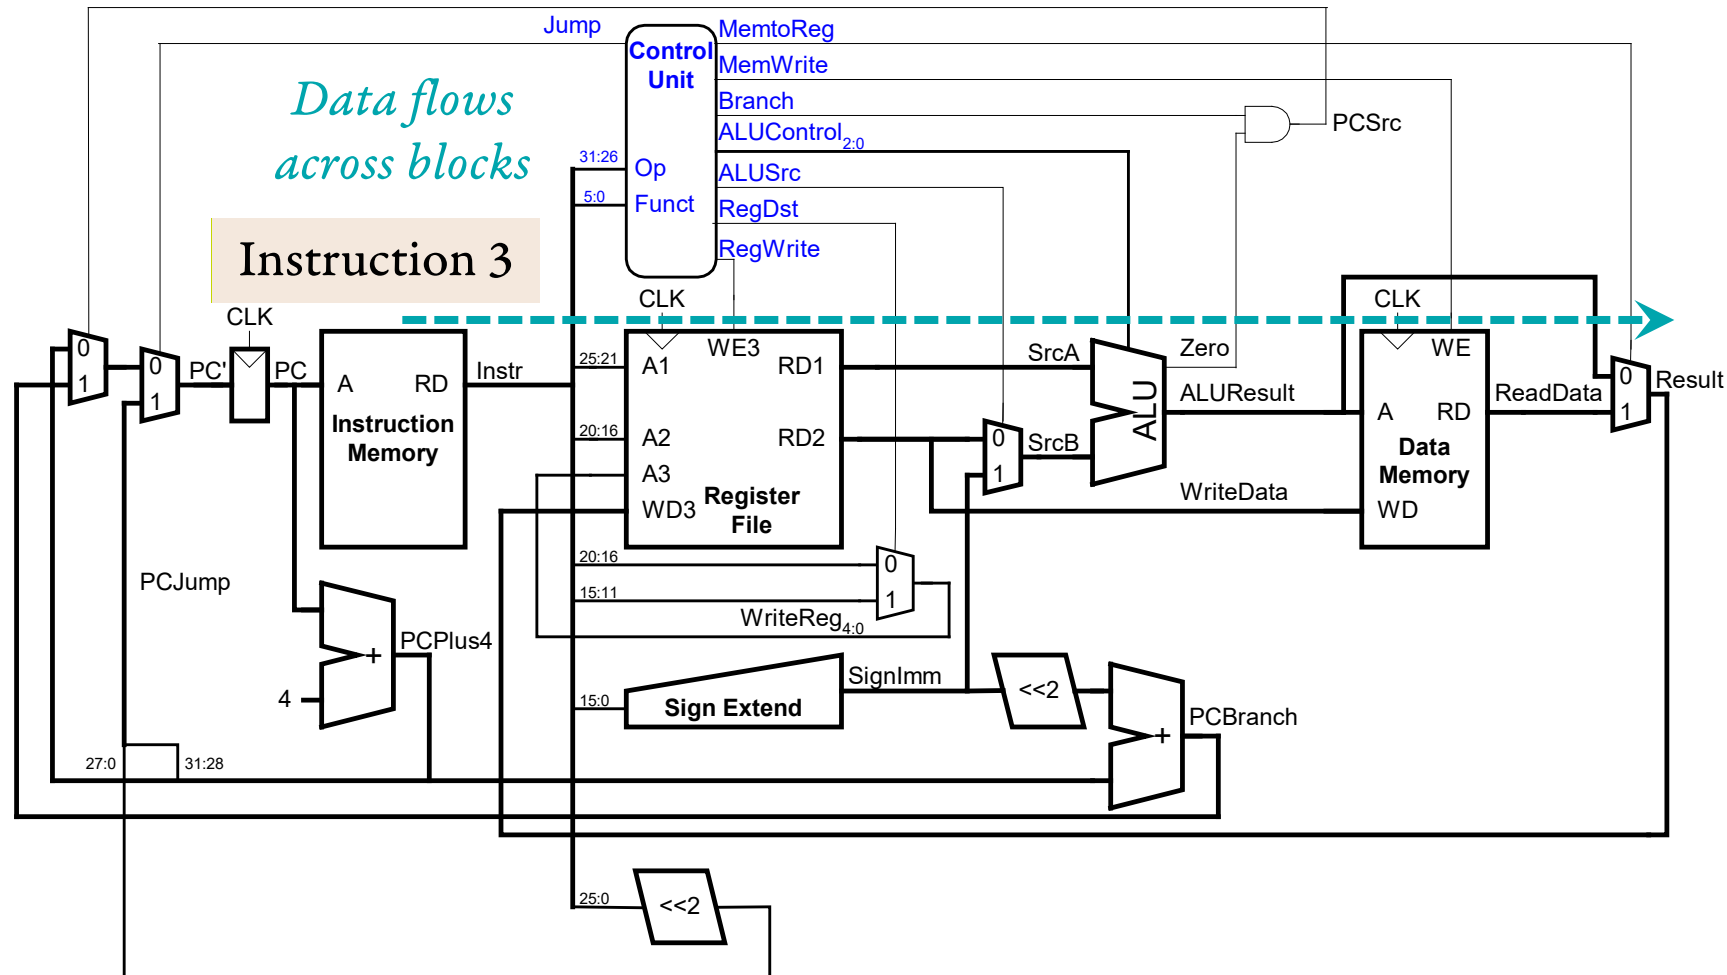 Jump
MemtoReg
Control
Unit
MemWrite
Data flows
across blocks
Branch
PCSrc
ALUControl2:0
31:26
Op
ALUSrc
5:0
Funct
RegDst
Instruction 3
RegWrite
CLK
CLK
CLK
0
1
0
1
PC'
PC
A
RD
Instruction
Memory
Instr
25:21
A1
WE3
RD1
SrcA
Zero
WE
20:16
A2
RD2
0
1
SrcB
ALU
ALUResult
A
RD
ReadData
0
1
Result
Data
Memory
A3
WD3
Register
File
WriteData
WD
20:16
0
15:11
1
WriteReg4:0
PCJump
+
PCPlus4
4
SignImm
<<2
15:0
Sign Extend
PCBranch
+
27:0
31:28
25:0
<<2